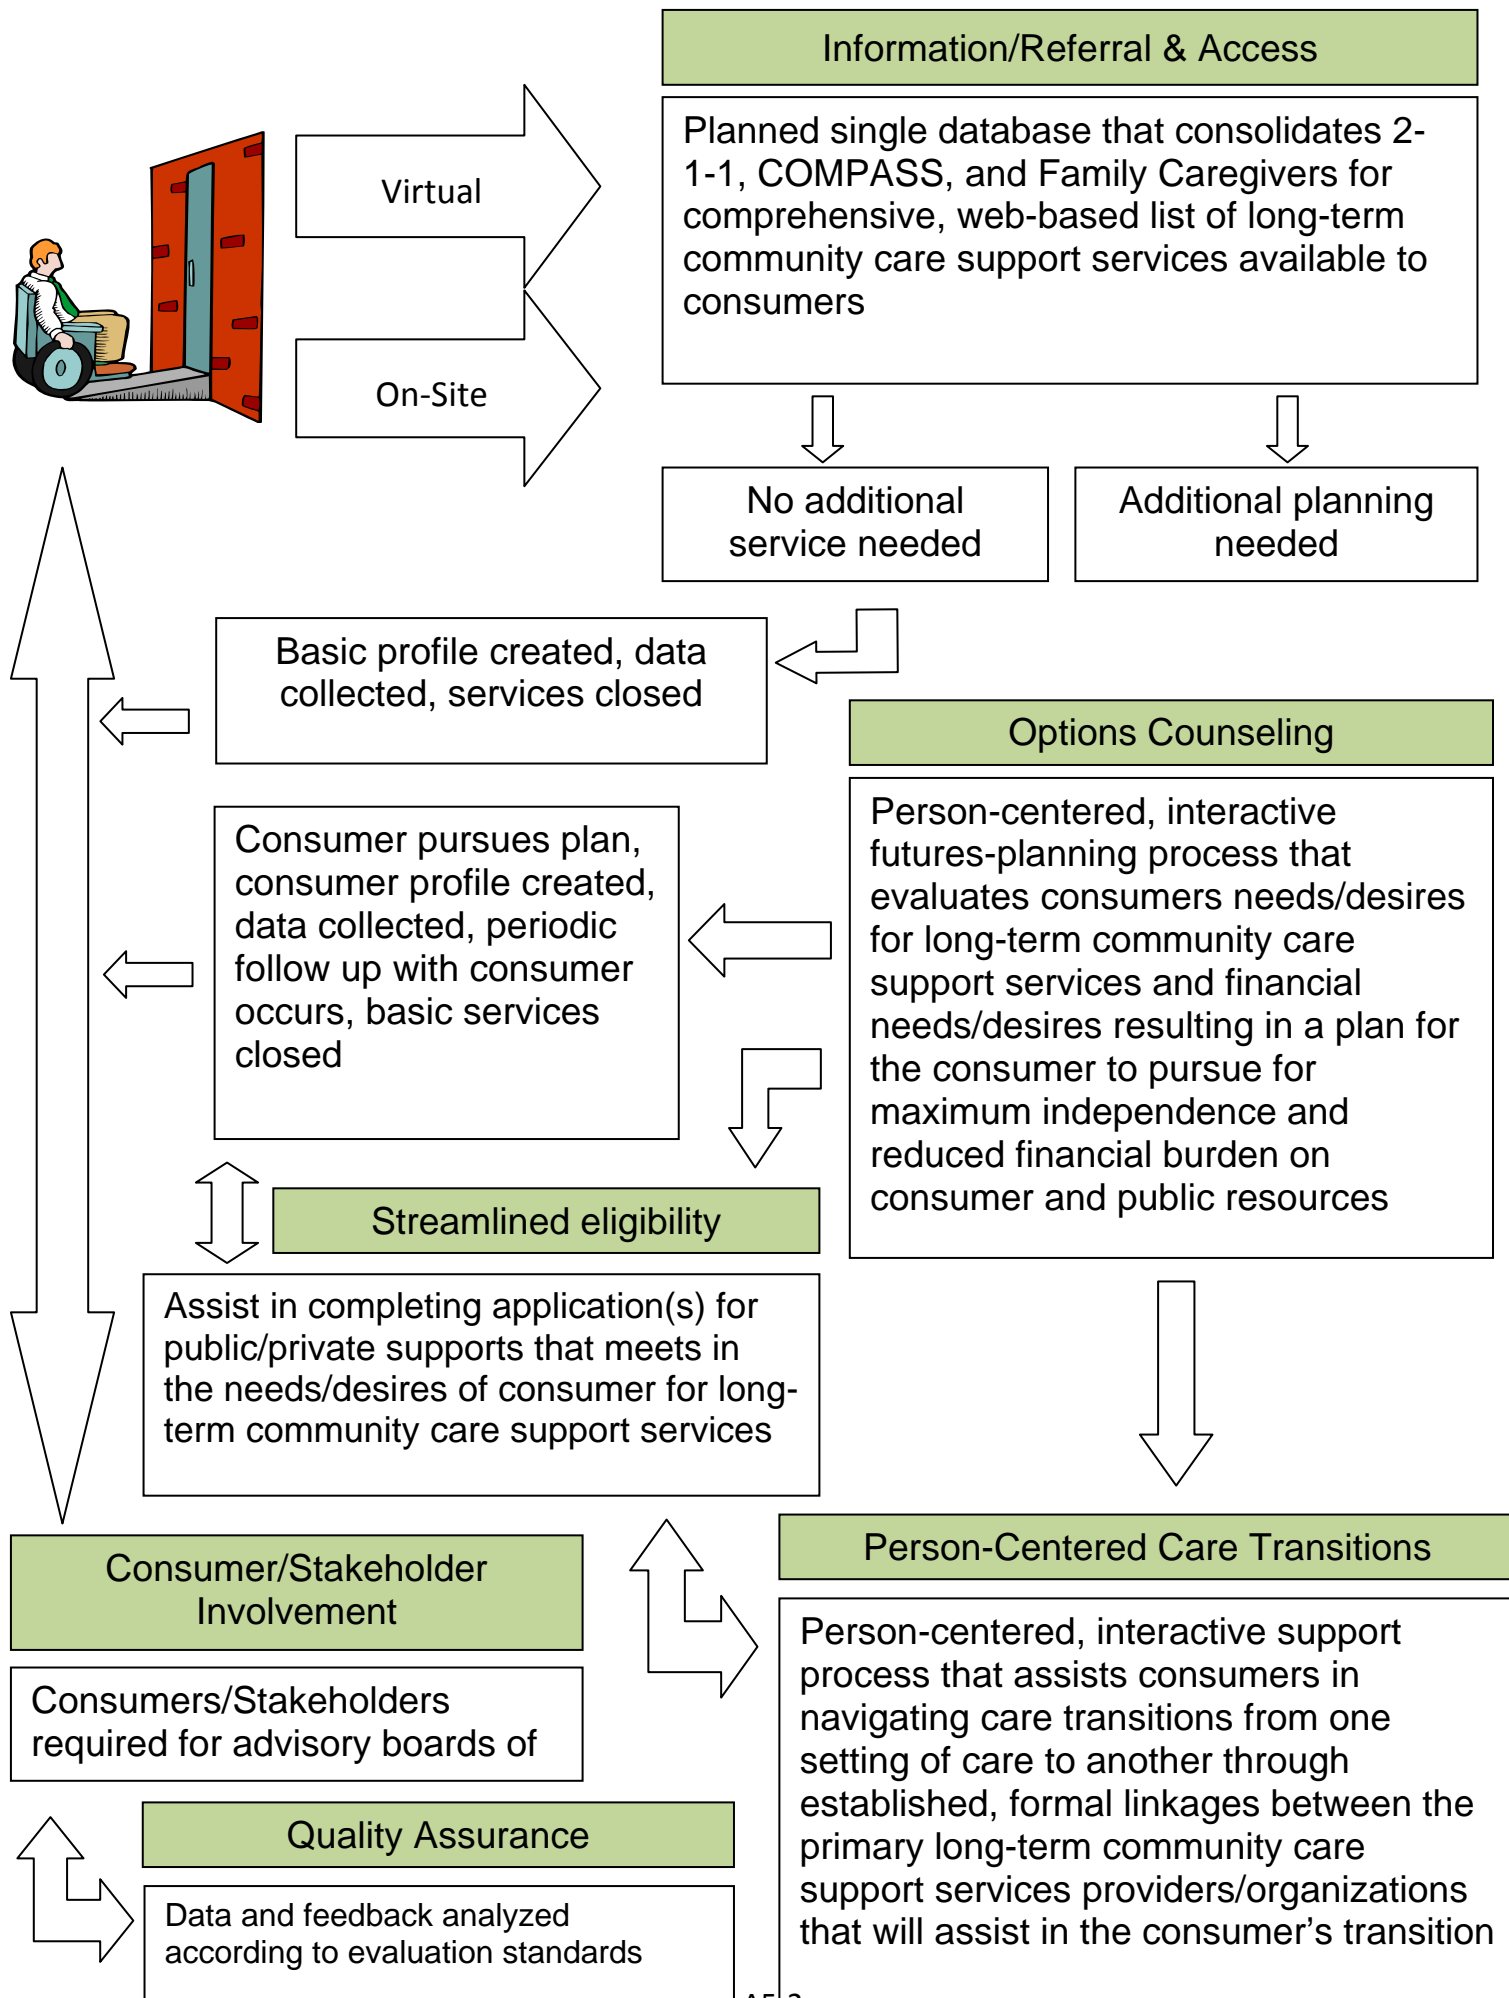 Information/Referral & Access
Planned single database that consolidates 2-
1-1, COMPASS, and Family Caregivers for
comprehensive, web-based list of long-term
community care support services available to
consumers
Virtual
On-Site
No additional
service needed
Additional planning
needed
Basic profile created, data
collected, services closed
Options Counseling
Person-centered, interactive
futures-planning process that
evaluates consumers needs/desires
for long-term community care
support services and financial
needs/desires resulting in a plan for
the consumer to pursue for
maximum independence and
reduced financial burden on
consumer and public resources
Consumer pursues plan,
consumer profile created,
data collected, periodic
follow up with consumer
occurs, basic services
closed
Streamlined eligibility
Assist in completing application(s) for
public/private supports that meets in
the needs/desires of consumer for long-
term community care support services
Consumer/Stakeholder
Involvement
Consumers/Stakeholders
required for advisory boards of
Person-Centered Care Transitions
Person-centered, interactive support
process that assists consumers in
navigating care transitions from one
setting of care to another through
established, formal linkages between the
primary long-term community care
support services providers/organizations
that will assist in the consumer’s transition
Quality Assurance
Data and feedback analyzed
according to evaluation standards